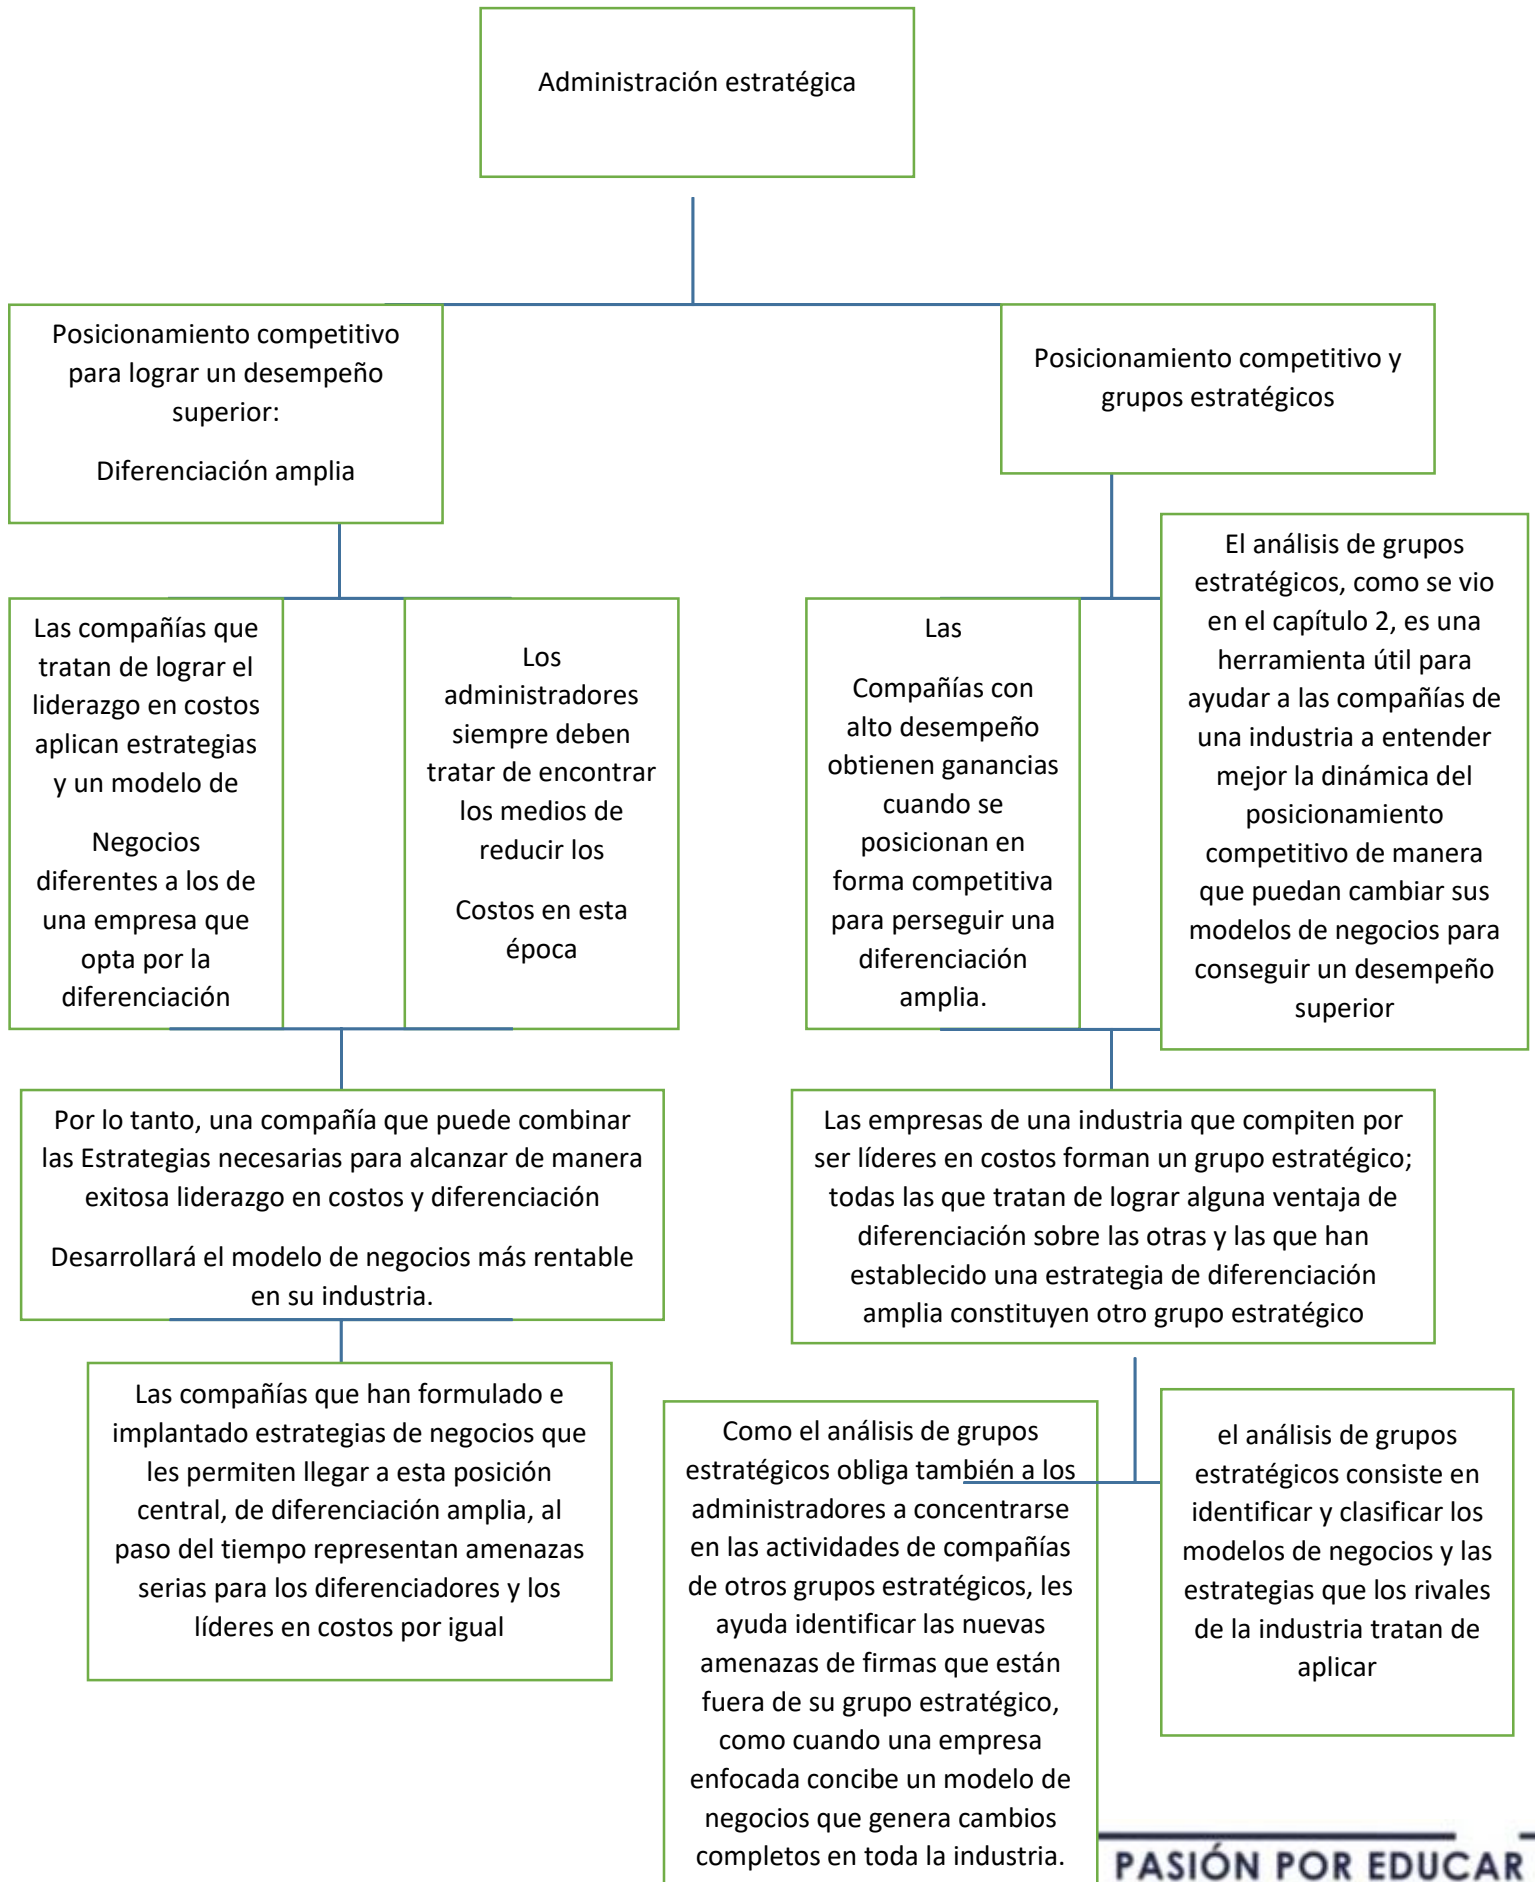 Administración estratégica
Posicionamiento competitivo
para lograr un desempeño
superior:
Diferenciación amplia
Posicionamiento competitivo y
grupos estratégicos
Las compañías que
tratan de lograr el
liderazgo en costos
aplican estrategias
y un modelo de
Negocios
diferentes a los de
una empresa que
opta por la
diferenciación
Los
administradores
siempre deben
tratar de encontrar
los medios de
reducir los
Costos en esta
época
Las
Compañías con
alto desempeño
obtienen ganancias
cuando se
posicionan en
forma competitiva
para perseguir una
diferenciación
amplia.
El análisis de grupos
estratégicos, como se vio
en el capítulo 2, es una
herramienta útil para
ayudar a las compañías de
una industria a entender
mejor la dinámica del
posicionamiento
competitivo de manera
que puedan cambiar sus
modelos de negocios para
conseguir un desempeño
superior
Por lo tanto, una compañía que puede combinar
las Estrategias necesarias para alcanzar de manera
exitosa liderazgo en costos y diferenciación
Desarrollará el modelo de negocios más rentable
en su industria.
Las empresas de una industria que compiten por
ser líderes en costos forman un grupo estratégico;
todas las que tratan de lograr alguna ventaja de
diferenciación sobre las otras y las que han
establecido una estrategia de diferenciación
amplia constituyen otro grupo estratégico
Las compañías que han formulado e
implantado estrategias de negocios que
les permiten llegar a esta posición
central, de diferenciación amplia, al
paso del tiempo representan amenazas
serias para los diferenciadores y los
líderes en costos por igual
Como el análisis de grupos
estratégicos obliga también a los
administradores a concentrarse
en las actividades de compañías
de otros grupos estratégicos, les
ayuda identificar las nuevas
amenazas de firmas que están
fuera de su grupo estratégico,
como cuando una empresa
enfocada concibe un modelo de
negocios que genera cambios
completos en toda la industria.
el análisis de grupos
estratégicos consiste en
identificar y clasificar los
modelos de negocios y las
estrategias que los rivales
de la industria tratan de
aplicar
PASIÓN POR EDUCAR